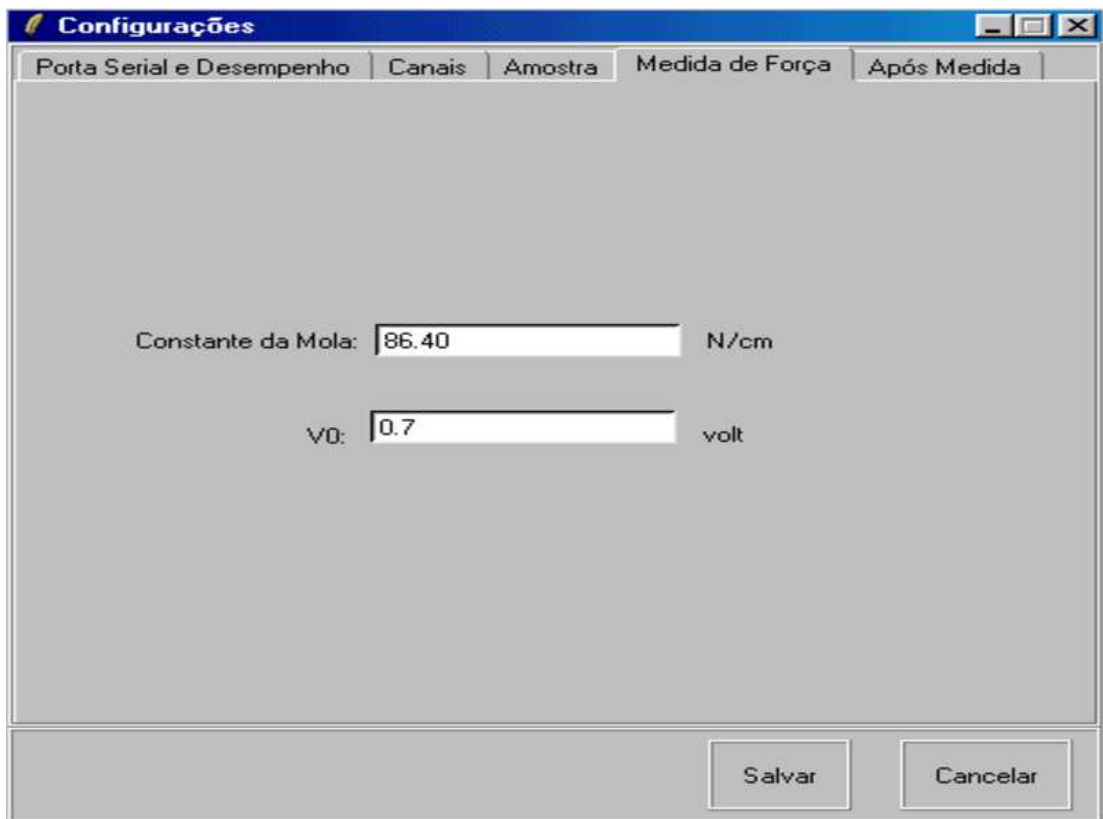 Configurações
Porta Serial e Desempenho Canais Amostra Medida de Força Após Medida
Constante da Mola: 86.40 N/cm
V0: 0.7 volt
Salvar Cancelar